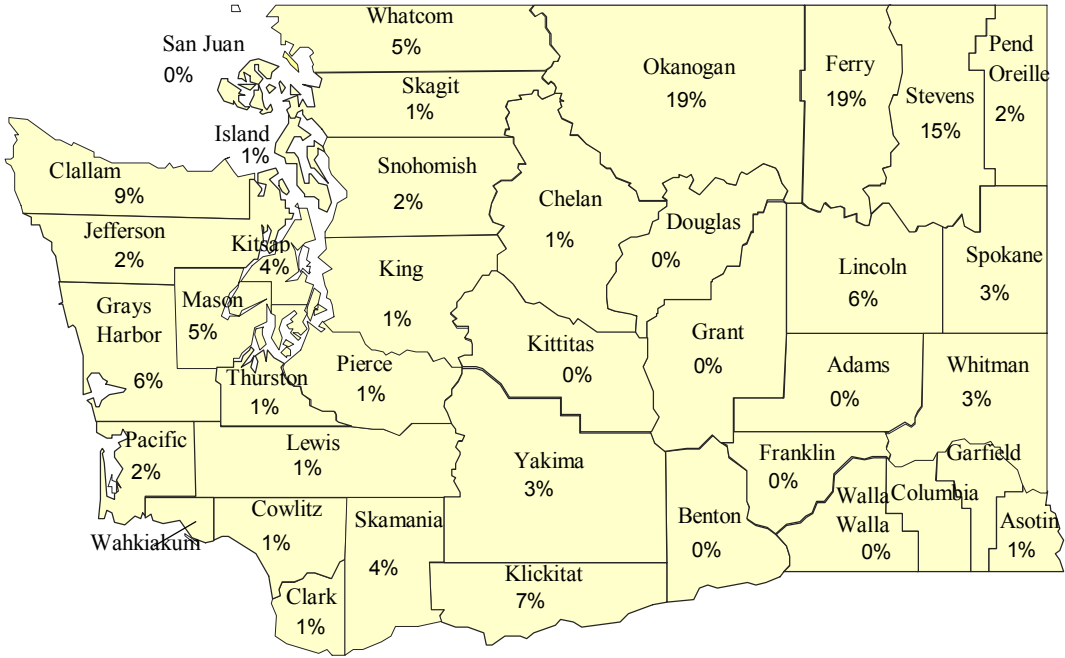 Whatcom
5%
San Juan
0%
Skagit
1%
Island
1%
Okanogan
19%
Ferry
19%
Stevens
15%
Pend
Oreille
2%
Clallam
9%
Snohomish
2%
Chelan
1%
Douglas
0%
Jefferson
2%
Kitsap
4%
King
1%
Lincoln
6%
Spokane
3%
Grays
Harbor
6%
Mason
5%
Kittitas
0%
Grant
0%
Adams
0%
Whitman
3%
Thurston
1%
Pierce
1%
Pacific
2%
Lewis
1%
Yakima
3%
Franklin
0%
Garfield
Walla
Walla
0%
Columbia
Asotin
1%
Wahkiakum
Cowlitz
1%
Skamania
4%
Benton
0%
Clark
1%
Klickitat
7%